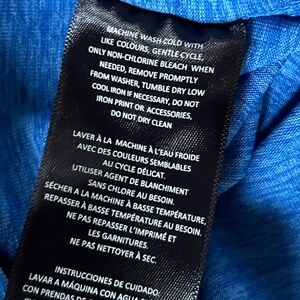 MACHINE WASH COLD WITH
LIKE COLOURS, GENTLE CYCLE,
ONLY NON-CHLORINE BLEACH WHEN
NEEDED, REMOVE PROMPTLY
FROM WASHER, TUMBLE DRY LOW
COOL IRON IF NECESSARY, DO NOT
IRON PRINT OR ACCESSORIES,
DO NOT DRY CLEAN
LAVER À LA MACHINE À L'EAU FROIDE
AVEC DES COULEURS SEMBLABLES
AU CYCLE DÉLICAT.
UTILISER AGENT DE BLANCHIMENT
SANS CHLORE AU BESOIN.
SÉCHER A LA MACHINE À BASSE TEMPÉRATURE,
REPASSER À BASSE TEMPÉRATURE AU BESOIN.
NE PAS REPASSER L'IMPRIMÉ ET
LES GARNITURES.
NE PAS NETTOYER À SEC.
INSTRUCCIONES DE CUIDADO:
LAVAR A MÁQUINA CON AGUA
CON PRENDAS DE